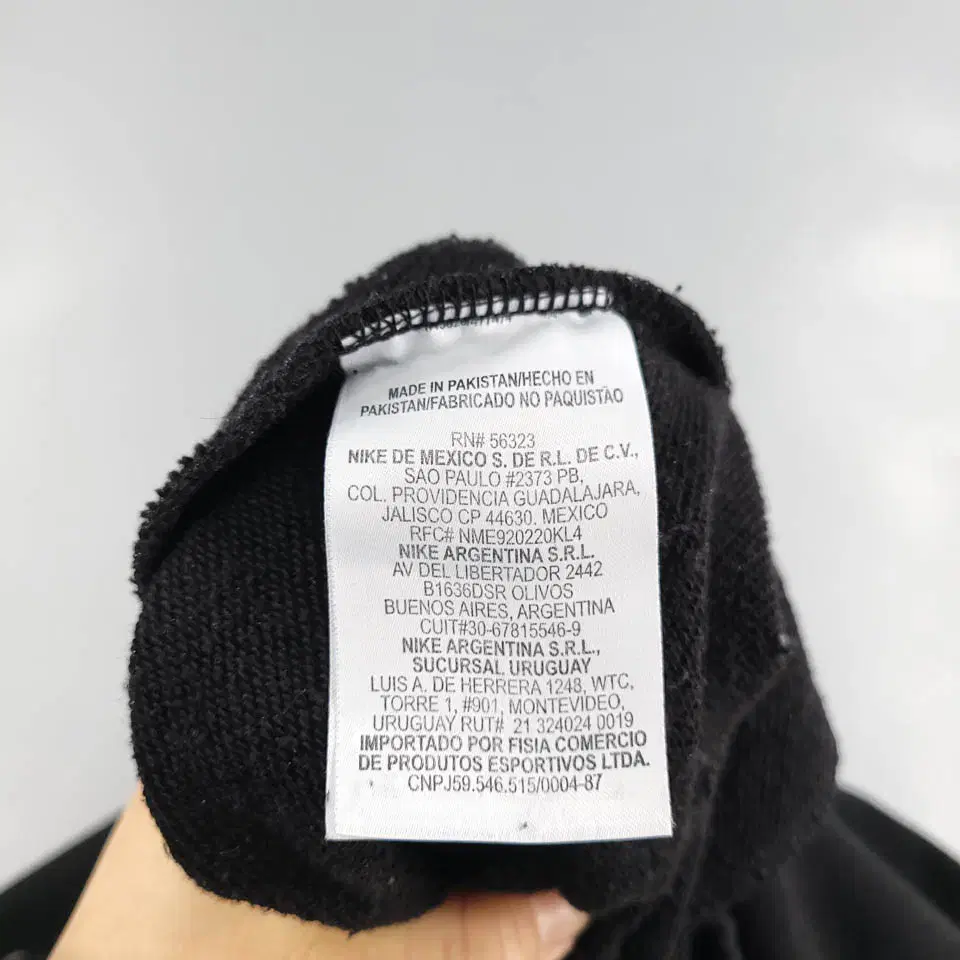 MADE IN PAKISTAN/HECHO EN
PAKISTAN/FABRICADO NO PAQUISTÃO
RN# 56323
NIKE DE MEXICO S. DE R.L. DE C.V.,
SAO PAULO #2373 PB,
COL. PROVIDENCIA GUADALAJARA,
JALISCO CP 44630. MEXICO
RFC# NME920220KL4
NIKE ARGENTINA S.R.L.
AV DEL LIBERTADOR 2442
B1636DSR OLIVOS
BUENOS AIRES, ARGENTINA
CUIT#30-67815546-9
NIKE ARGENTINA S.R.L.,
SUCURSAL URUGUAY
LUIS A. DE HERRERA 1248, WTC,
TORRE 1, #901, MONTEVIDEO,
URUGUAY RUT# 21 324024 0019
IMPORTADO POR FISIA COMERCIO
DE PRODUTOS ESPORTIVOS LTDA.
CNPJ59.546.515/0004-87